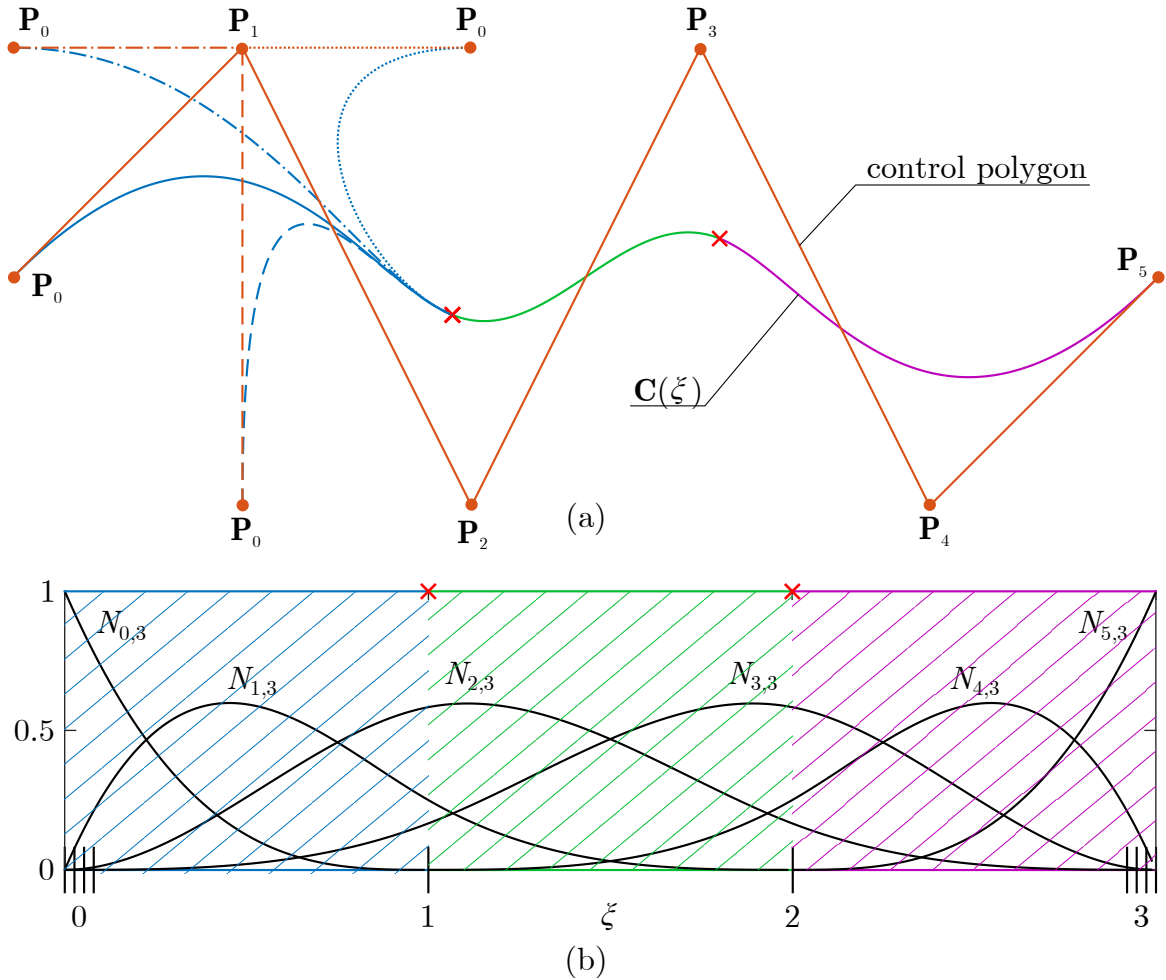 P₀ P₁ P₀ P₃
control polygon
P₀ P₅
C(ξ)
P₀ P₂ (a) P₄
1
N₀,₃ N₅,₃
N₁,₃ N₂,₃ N₃,₃ N₄,₃
0.5
0
0 1 ξ 2 3
(b)